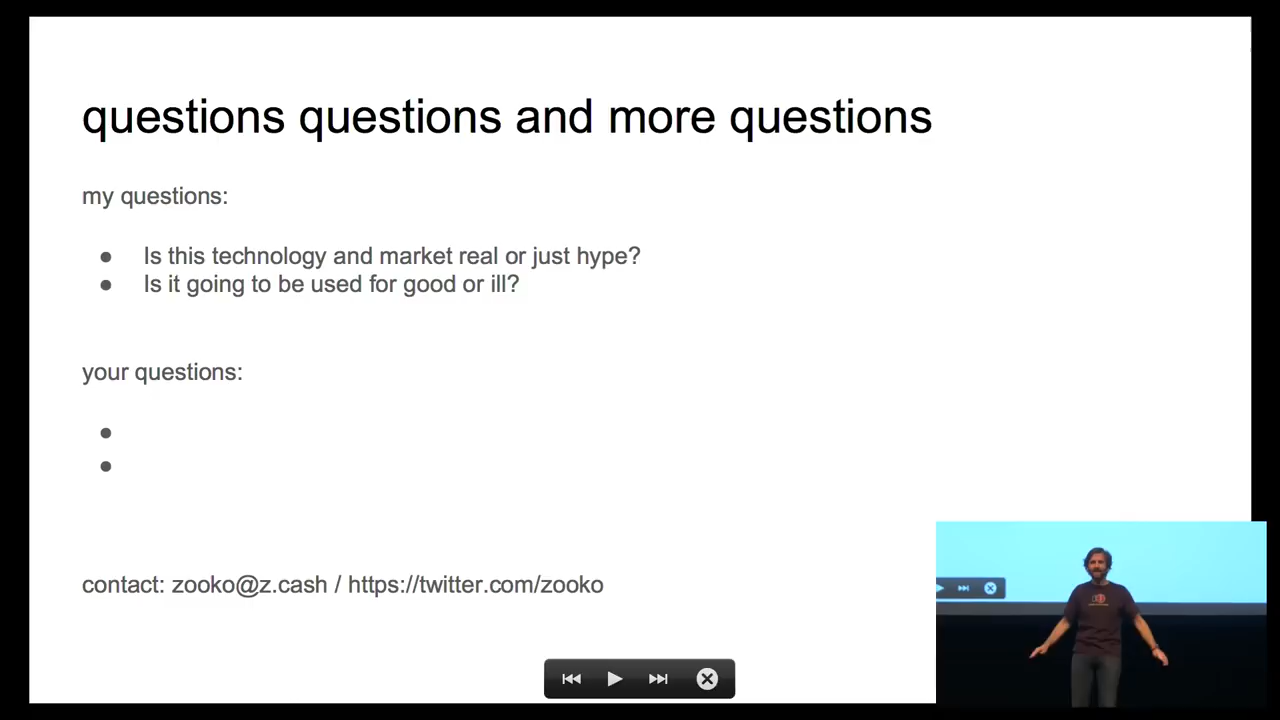 questions questions and more questions
my questions:
● Is this technology and market real or just hype?
● Is it going to be used for good or ill?
your questions:
●
●
contact: zooko@z.cash / https://twitter.com/zooko